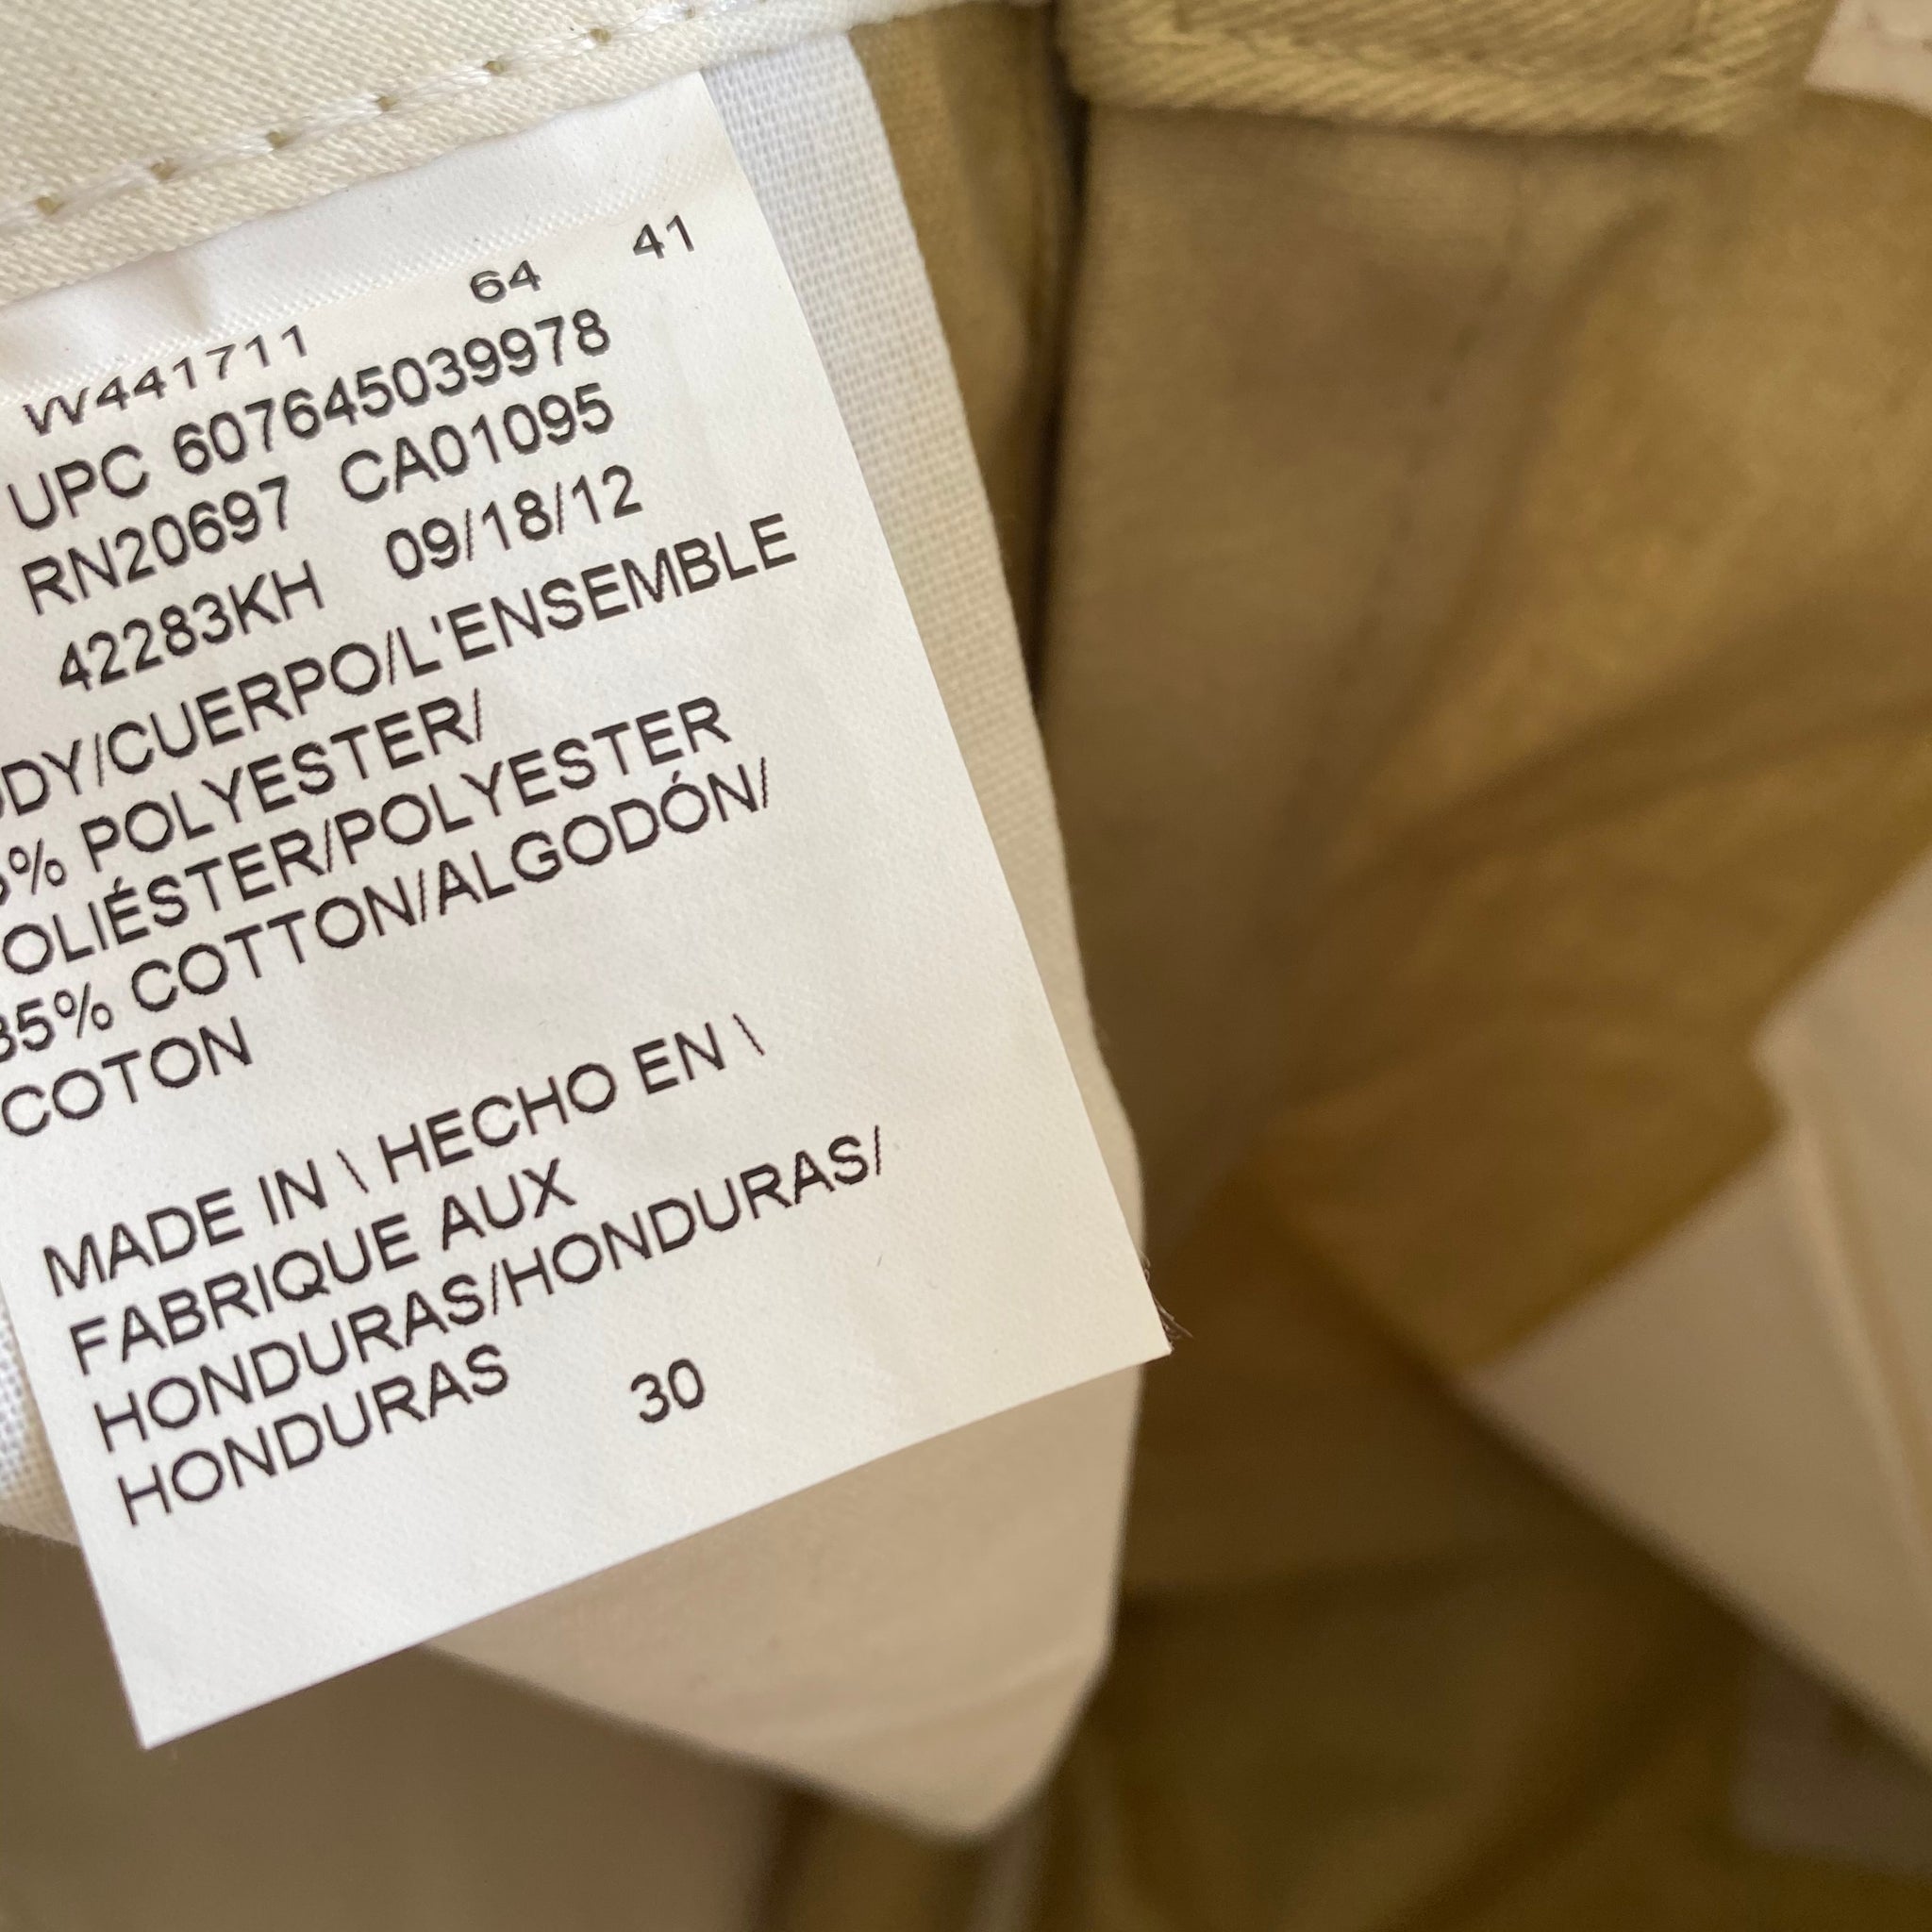 W441711 64 41
UPC 607645039978
RN20697 CA01095
42283KH 09/18/12
DY/CUERPO/L'ENSEMBLE
% POLYESTER/
OLIÉSTER/POLYESTER
35% COTTON/ALGODÓN/
COTON
MADE IN \ HECHO EN \
FABRIQUE AUX
HONDURAS/HONDURAS/
HONDURAS 30